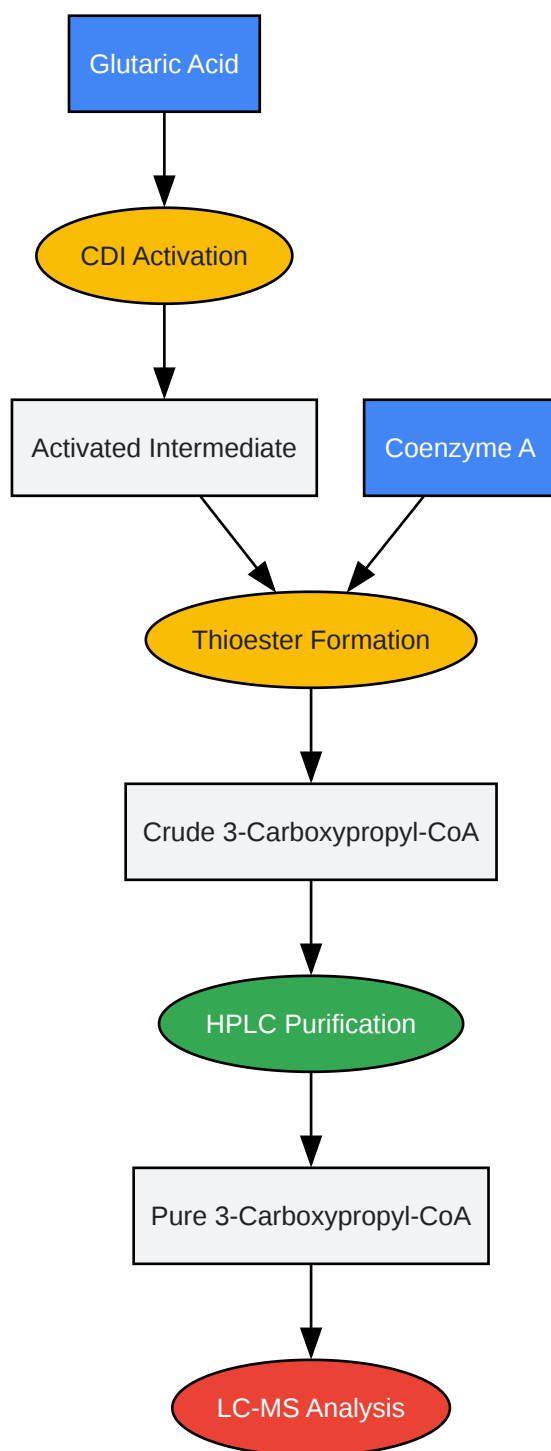 Glutaric Acid
CDI Activation
Activated Intermediate
Coenzyme A
Thioester Formation
Crude 3-Carboxypropyl-CoA
HPLC Purification
Pure 3-Carboxypropyl-CoA
LC-MS Analysis